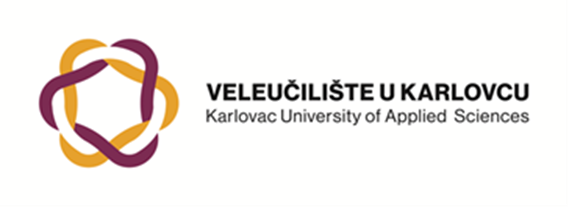 VELEUČILIŠTE U KARLOVCU
Karlovac University of Applied Sciences